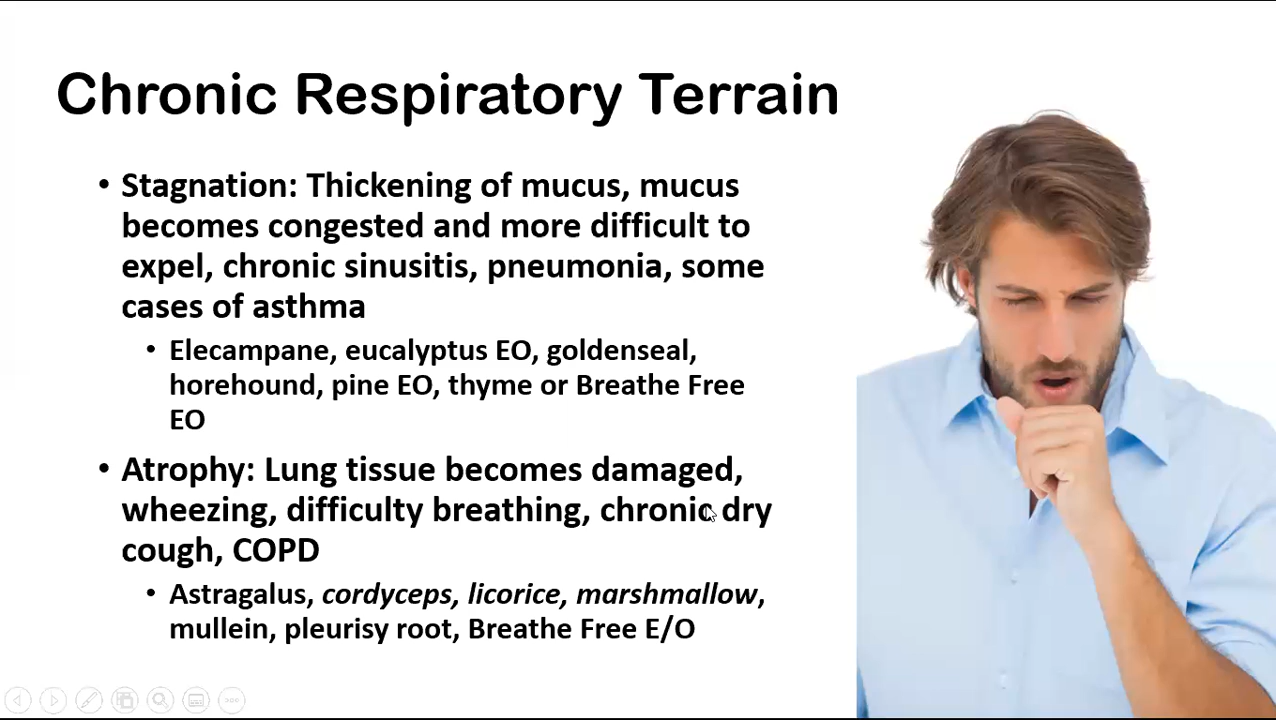 Chronic Respiratory Terrain
• Stagnation: Thickening of mucus, mucus
becomes congested and more difficult to
expel, chronic sinusitis, pneumonia, some
cases of asthma
• Elecampane, eucalyptus EO, goldenseal,
horehound, pine EO, thyme or Breathe Free
EO
• Atrophy: Lung tissue becomes damaged,
wheezing, difficulty breathing, chronic dry
cough, COPD
• Astragalus, cordyceps, licorice, marshmallow,
mullein, pleurisy root, Breathe Free E/O